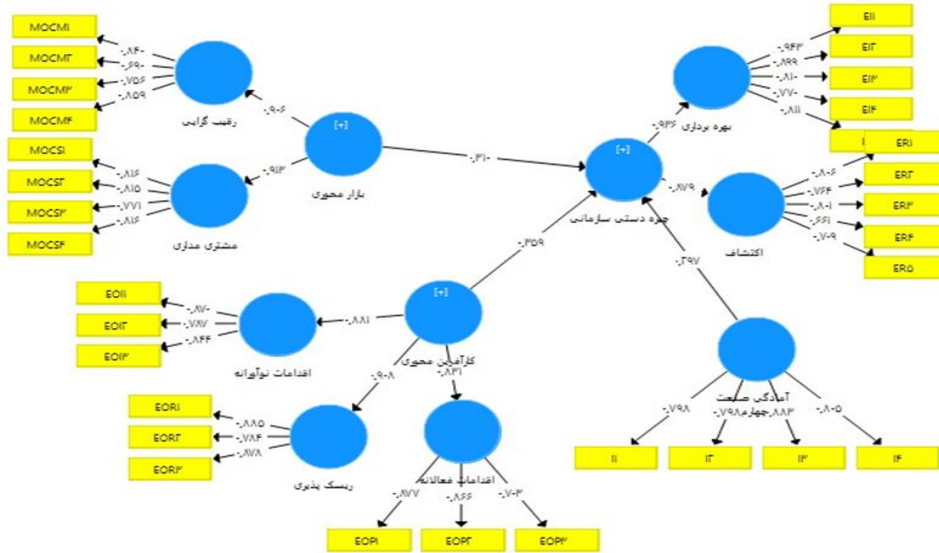 MOCM۱
MOCM۲
MOCM۳
MOCM۴
۰,۸۴۰
۰,۶۹۰
۰,۷۵۶
۰,۸۵۹
رقیب گرایی
۰,۹۰۶
MOCS۱
MOCS۲
MOCS۳
MOCS۴
۰,۸۱۶
۰,۸۱۵
۰,۷۷۱
۰,۸۱۶
مشتری مداری
۰,۹۱۳
[+]
بازار محوری
۰,۳۱۰
[+]
چیره دستی سازمانی
۰,۹۳۶
بهره برداری
۰,۹۴۳
۰,۸۹۹
۰,۸۱۰
۰,۷۷۰
۰,۸۱۱
EI۱
EI۲
EI۳
EI۴
۰,۸۷۹
اکتشاف
۰,۸۰۶
۰,۷۶۴
۰,۸۰۱
۰,۶۶۱
۰,۷۰۹
ER۱
ER۲
ER۳
ER۴
ER۵
۰,۳۵۹
۰,۲۹۷
EOI۱
EOI۲
EOI۳
۰,۸۷۰
۰,۷۸۷
۰,۸۴۴
اقدامات نوآورانه
۰,۸۸۱
[+]
کارآفرین محوری
۰,۹۰۸
۰,۸۳۱
EOR۱
EOR۲
EOR۳
۰,۸۸۵
۰,۷۸۴
۰,۸۷۸
ریسک پذیری
اقدامات فعالانه
۰,۸۷۷
۰,۸۶۶
۰,۷۰۳
EOP۱
EOP۲
EOP۳
آمادگی صنعت
چهارم
۰,۷۹۸
۰,۷۹۸
۰,۸۸۳
۰,۸۰۵
I۱
I۲
I۳
I۴